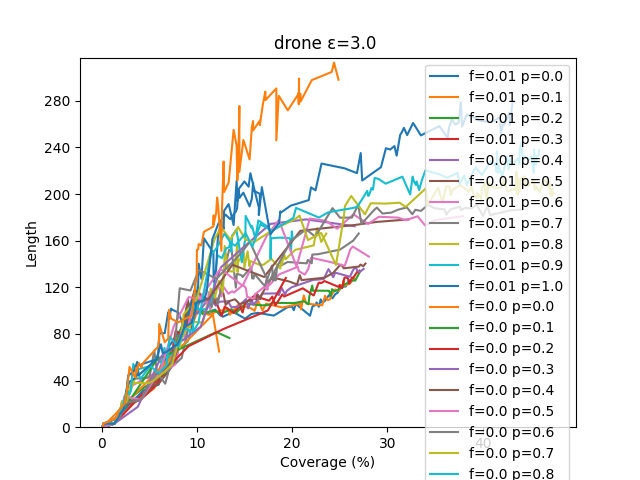 drone ε=3.0
Length
280
240
200
160
120
80
40
0
0
10
20
30
40
Coverage (%)
f=0.01 p=0.0
f=0.01 p=0.1
f=0.01 p=0.2
f=0.01 p=0.3
f=0.01 p=0.4
f=0.01 p=0.5
f=0.01 p=0.6
f=0.01 p=0.7
f=0.01 p=0.8
f=0.01 p=0.9
f=0.01 p=1.0
f=0.0 p=0.0
f=0.0 p=0.1
f=0.0 p=0.2
f=0.0 p=0.3
f=0.0 p=0.4
f=0.0 p=0.5
f=0.0 p=0.6
f=0.0 p=0.7
f=0.0 p=0.8